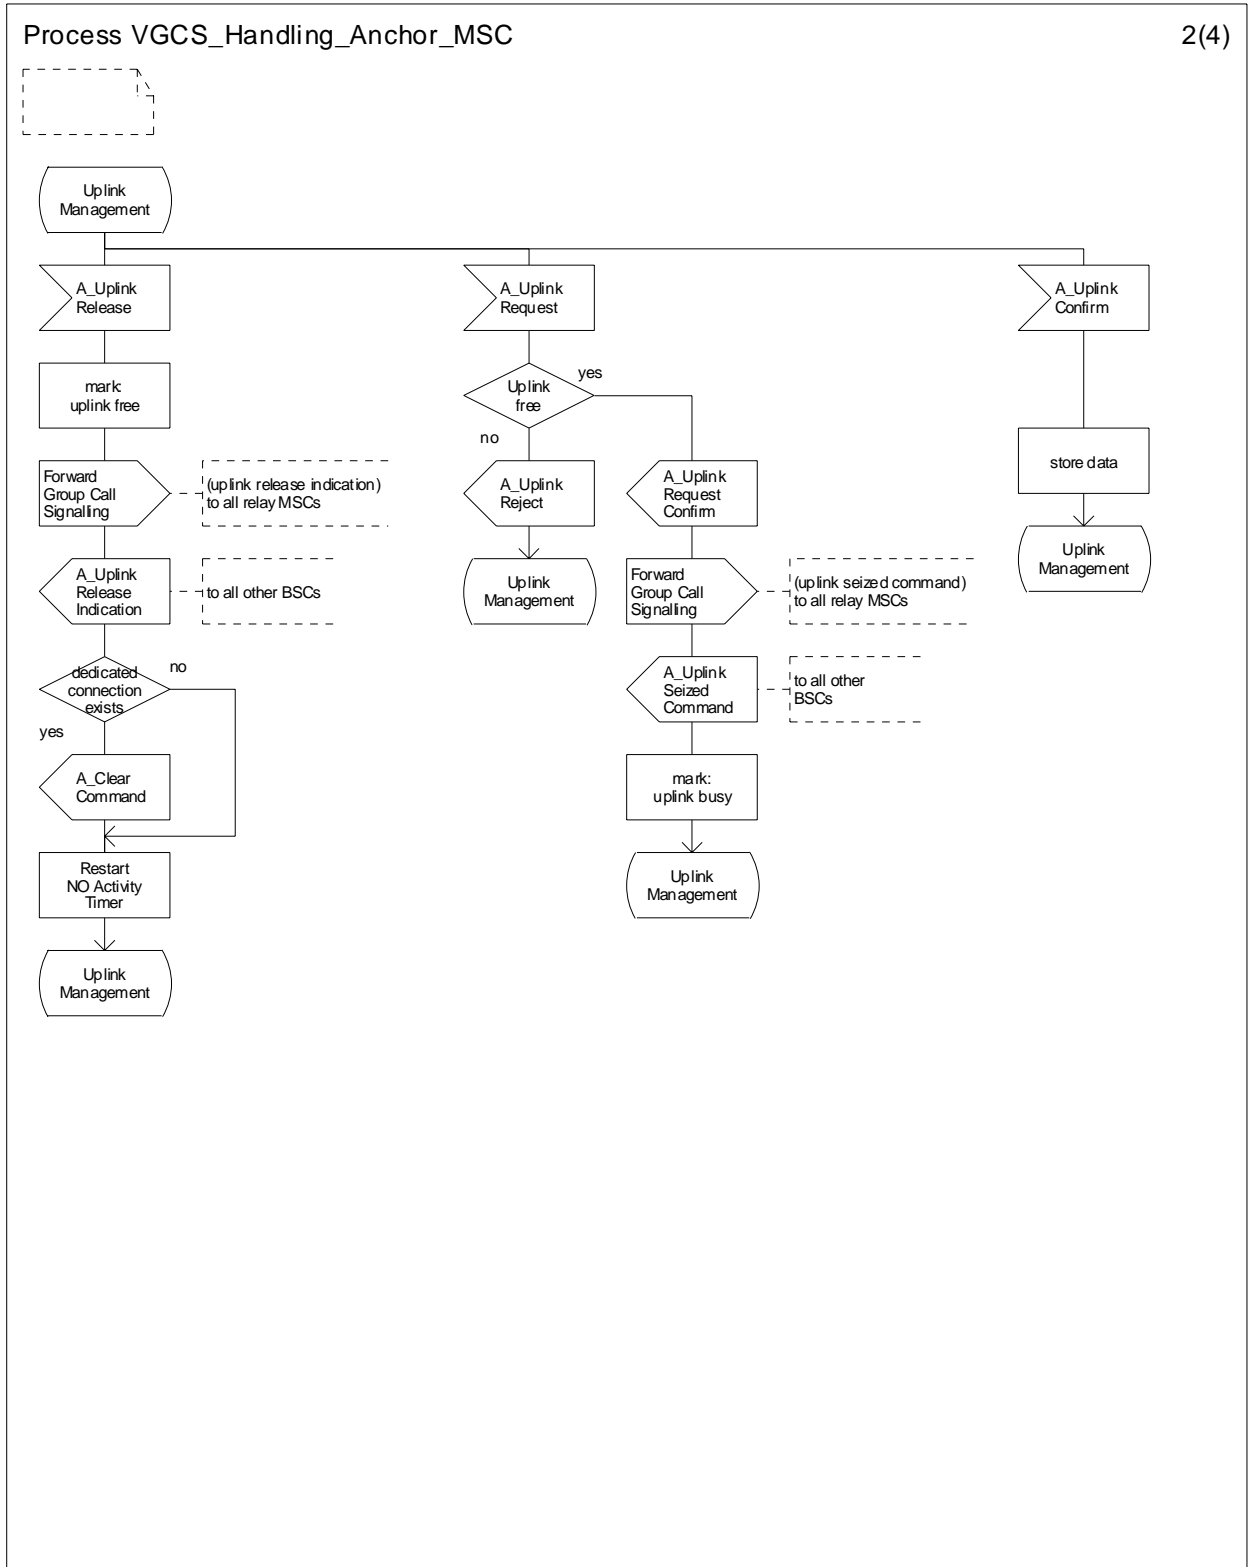 Process VGCS_Handling_Anchor_MSC
2(4)
Uplink
Management
A_Uplink
Release
mark:
uplink free
Forward
Group Call
Signalling
(uplink release indication)
to all relay MSCs
A_Uplink
Release
Indication
to all other BSCs
dedicated
connection
exists
no
yes
A_Clear
Command
Restart
NO Activity
Timer
Uplink
Management
A_Uplink
Request
Uplink
free
yes
no
A_Uplink
Reject
Uplink
Management
A_Uplink
Request
Confirm
Forward
Group Call
Signalling
(uplink seized command)
to all relay MSCs
A_Uplink
Seized
Command
to all other
BSCs
mark:
uplink busy
Uplink
Management
A_Uplink
Confirm
store data
Uplink
Management